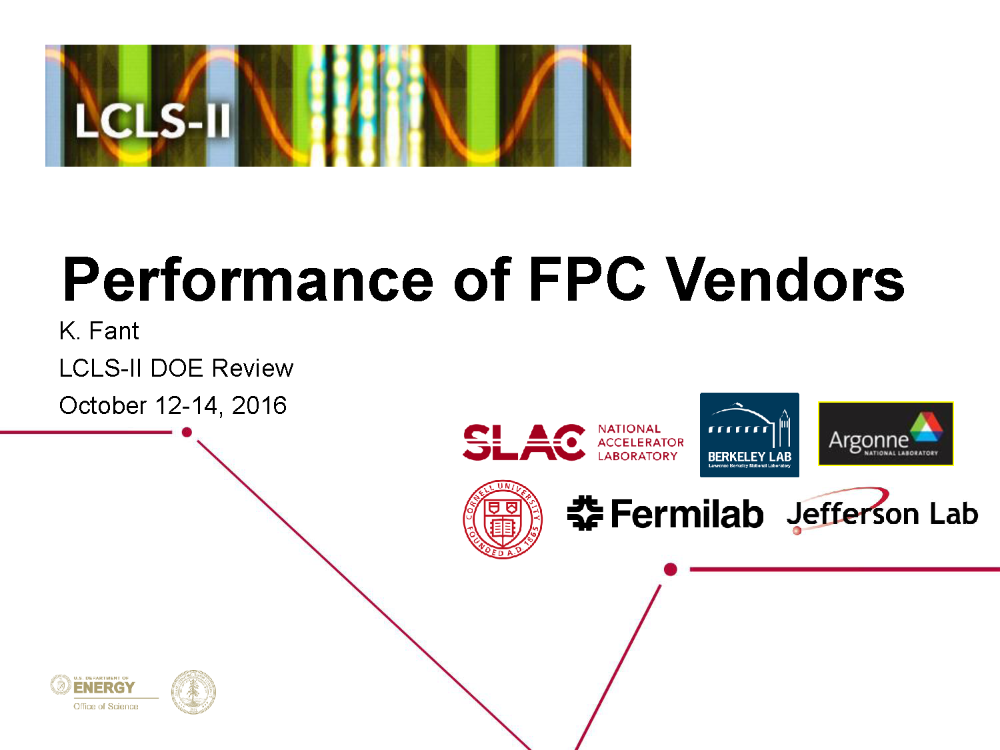 LCLS-II
Performance of FPC Vendors
K. Fant
LCLS-II DOE Review
October 12-14, 2016
SLAC
NATIONAL
ACCELERATOR
LABORATORY
BERKELEY LAB
Lawrence Berkeley National Laboratory
Argonne
NATIONAL LABORATORY
CORNELL UNIVERSITY
FOUNDED A.D. 1865
Fermilab
Jefferson Lab
U.S. DEPARTMENT OF
ENERGY
Office of Science